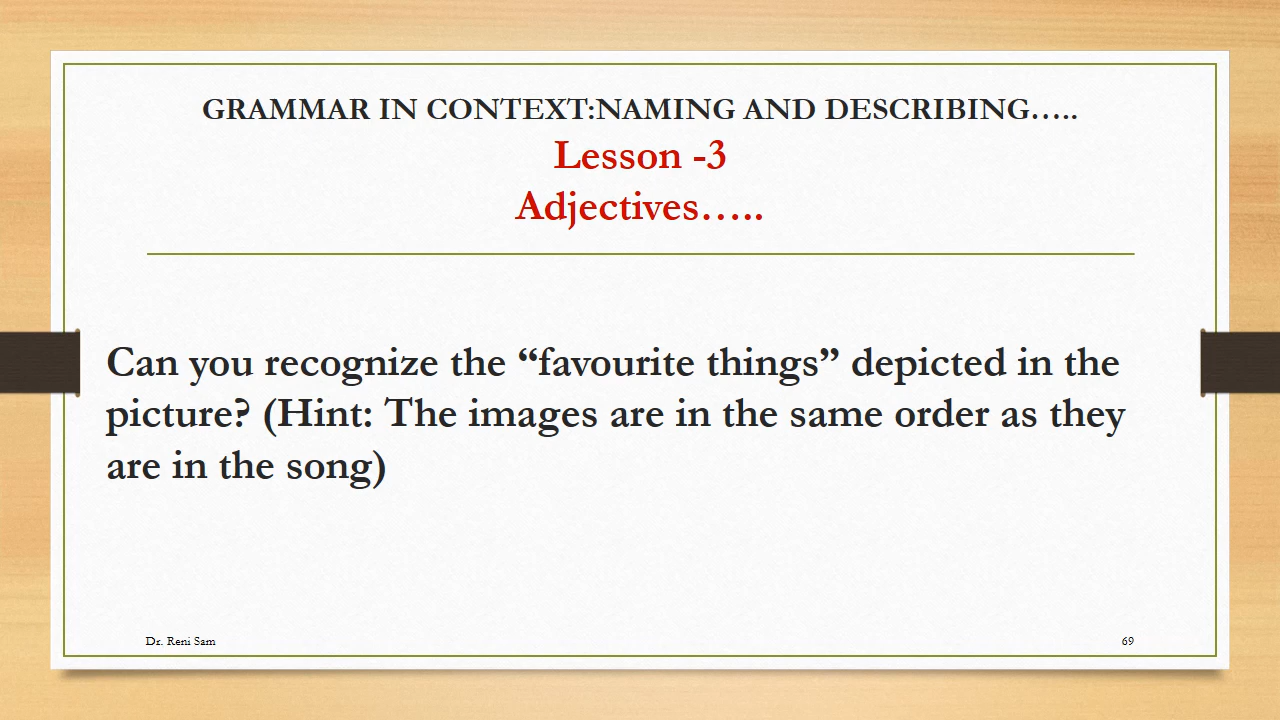 GRAMMAR IN CONTEXT:NAMING AND DESCRIBING…..
Lesson -3
Adjectives…..
Can you recognize the “favourite things” depicted in the
picture? (Hint: The images are in the same order as they
are in the song)
Dr. Reni Sam
69